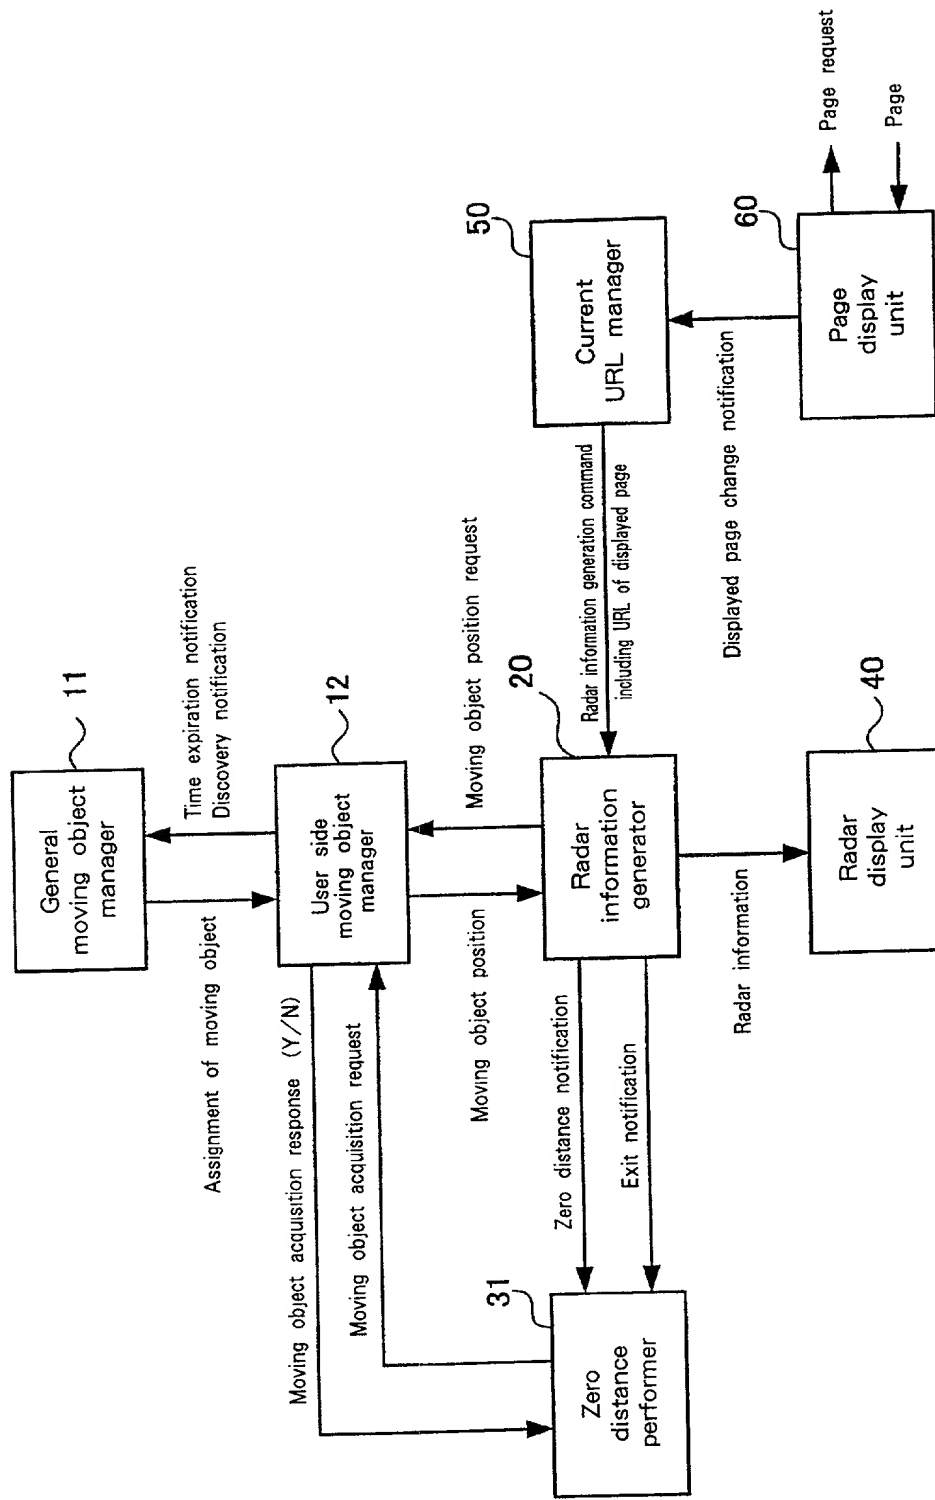 11
General
moving object
manager
Time expiration notification
Discovery notification
Assignment of moving object
12
User side
moving object
manager
Moving object acquisition response (Y/N)
Moving object acquisition request
Moving object position request
Moving object position
50
Current
URL manager
Radar information generation command
including URL of displayed page
20
Radar
information
generator
Zero distance notification
Exit notification
31
Zero
distance
performer
Displayed page change notification
60
Page
display
unit
Page request
Page
Radar information
40
Radar
display
unit